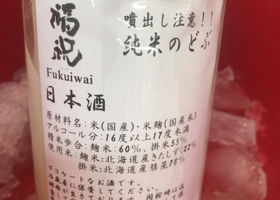 噴出し注意!!
純米のどぶ
福祝
Fukuiwai
日本酒
原材料名:米(国産)・米麹(国産米)
アルコール分:16度以上17度未満
精米歩合:麹米:60%、掛米55%
使用米:麹米:北海道産きたしずく22%
掛米:北海道産彗星78%